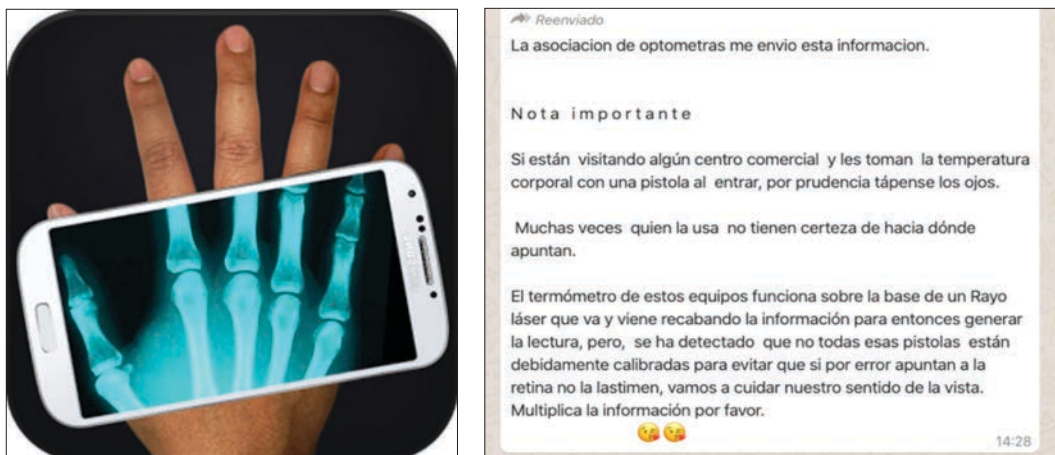 Reenviado
La asociacion de optometras me envio esta informacion.
N o t a  i m p o r t a n t e
Si están visitando algún centro comercial y les toman la temperatura
corporal con una pistola al entrar, por prudencia tápense los ojos.
Muchas veces quien la usa no tienen certeza de hacia dónde
apuntan.
El termómetro de estos equipos funciona sobre la base de un Rayo
láser que va y viene recabando la información para entonces generar
la lectura, pero, se ha detectado que no todas esas pistolas están
debidamente calibradas para evitar que si por error apuntan a la
retina no la lastimen, vamos a cuidar nuestro sentido de la vista.
Multiplica la información por favor.
14:28